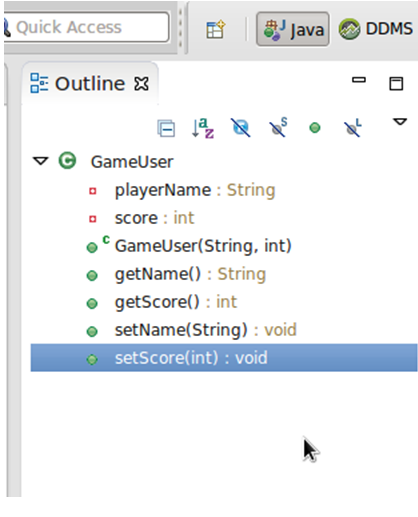 Quick Access
Java
DDMS
Outline
GameUser
playerName : String
score : int
GameUser(String, int)
getName() : String
getScore() : int
setName(String) : void
setScore(int) : void